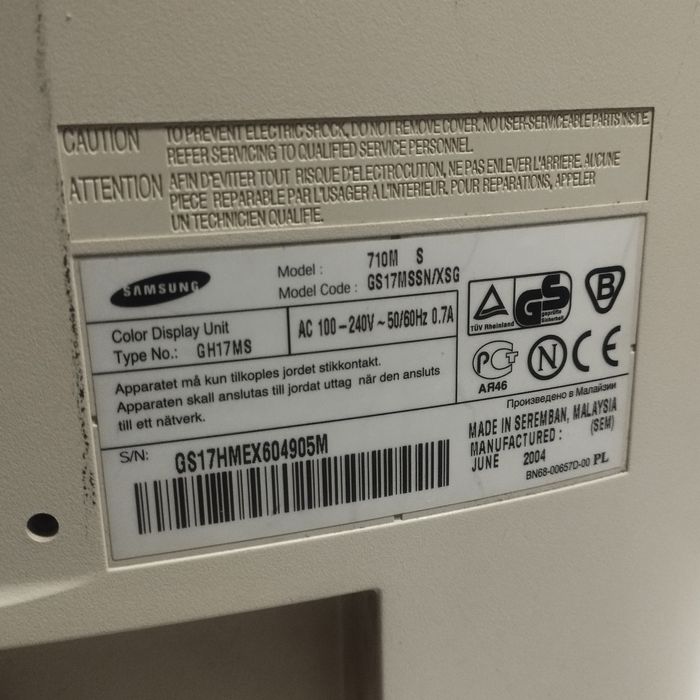 CAUTION TO PREVENT ELECTRIC SHOCK, DO NOT REMOVE COVER. NO USER-SERVICEABLE PARTS INSIDE.
REFER SERVICING TO QUALIFIED SERVICE PERSONNEL.
ATTENTION AFIN D'EVITER TOUT RISQUE D'ELECTROCUTION, NE PAS ENLEVER L'ARRIERE. AUCUNE
PIECE REPARABLE PAR L'USAGER A L'INTERIEUR. POUR REPARATIONS, APPELER
UN TECHNICIEN QUALIFIE.
SAMSUNG
Model : 710M S
Model Code : GS17MSSN/XSG
Color Display Unit
Type No.: GH17MS
AC 100-240V ~ 50/60Hz 0.7A
Apparatet må kun tilkoples jordet stikkontakt.
Apparaten skall anslutas till jordat uttag när den ansluts
till ett nätverk.
S/N: GS17HMEX604905M
TÜV Rheinland
GS
geprüfte
Sicherheit
B
PCT
АЯ46
N
CE
Произведено в Малайзии
MADE IN SEREMBAN, MALAYSIA
MANUFACTURED : (SEM)
JUNE 2004
BN68-00657D-00 PL